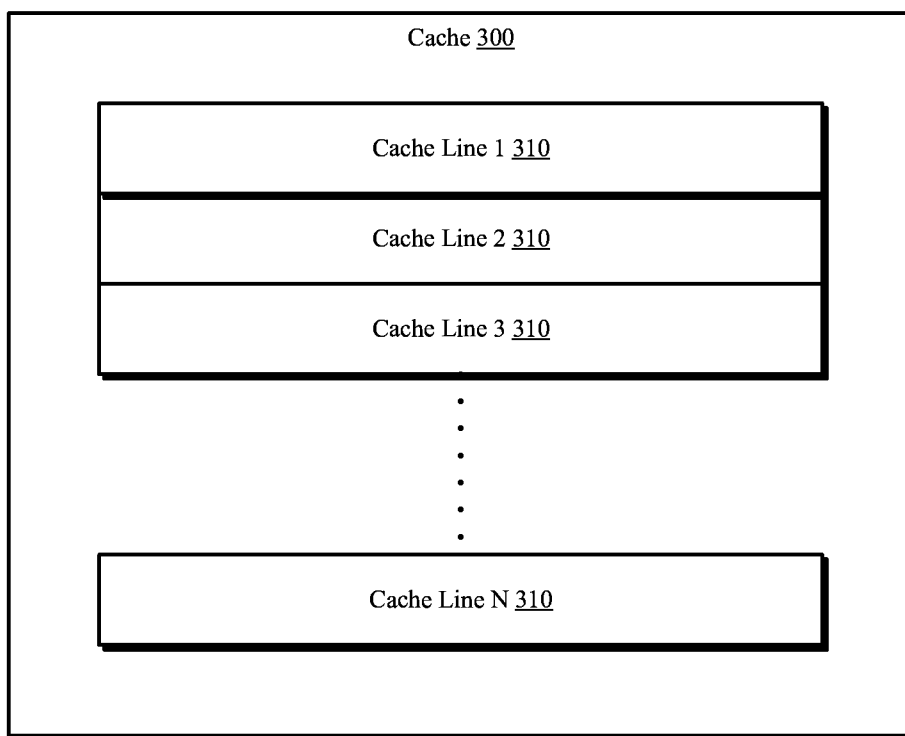 Cache 300
Cache Line 1 310
Cache Line 2 310
Cache Line 3 310
Cache Line N 310